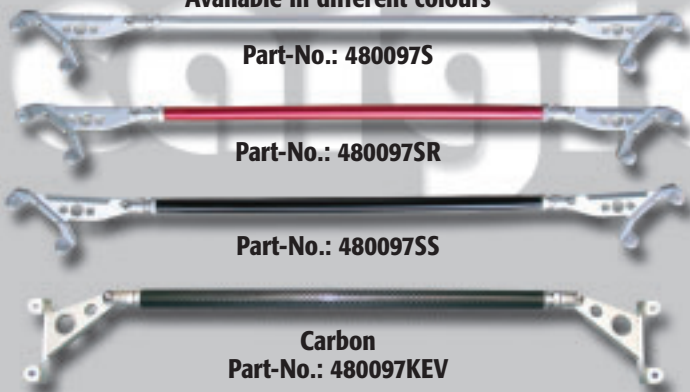 Available in different colours
Part-No.: 480097S
Part-No.: 480097SR
Part-No.: 480097SS
Carbon
Part-No.: 480097KEV